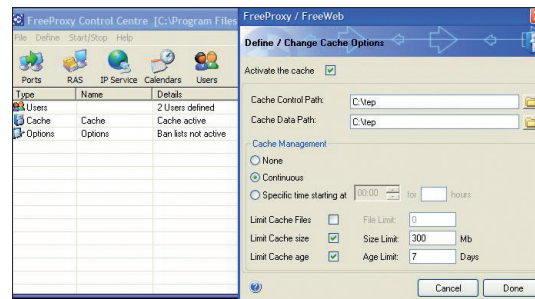 FreeProxy Control Centre [C:\Program Files
File Define Start/Stop Help
Ports RAS IP Service Calendars Users
Type Name Details
Users 2 Users defined
Cache Cache Cache active
Options Options Ban lists not active
FreeProxy / FreeWeb
Define / Change Cache Options
Activate the cache
Cache Control Path: C:\tep
Cache Data Path: C:\tep
Cache Management
None
Continuous
Specific time starting at 00:00 for hours
Limit Cache Files File Limit: 0
Limit Cache size Size Limit: 300 Mb
Limit Cache age Age Limit: 7 Days
Cancel Done